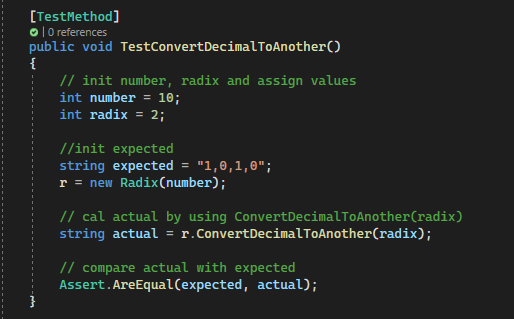 [TestMethod]
| 0 references
public void TestConvertDecimalToAnother()
{
// init number, radix and assign values
int number = 10;
int radix = 2;
//init expected
string expected = "1,0,1,0";
r = new Radix(number);
// cal actual by using ConvertDecimalToAnother(radix)
string actual = r.ConvertDecimalToAnother(radix);
// compare actual with expected
Assert.AreEqual(expected, actual);
}